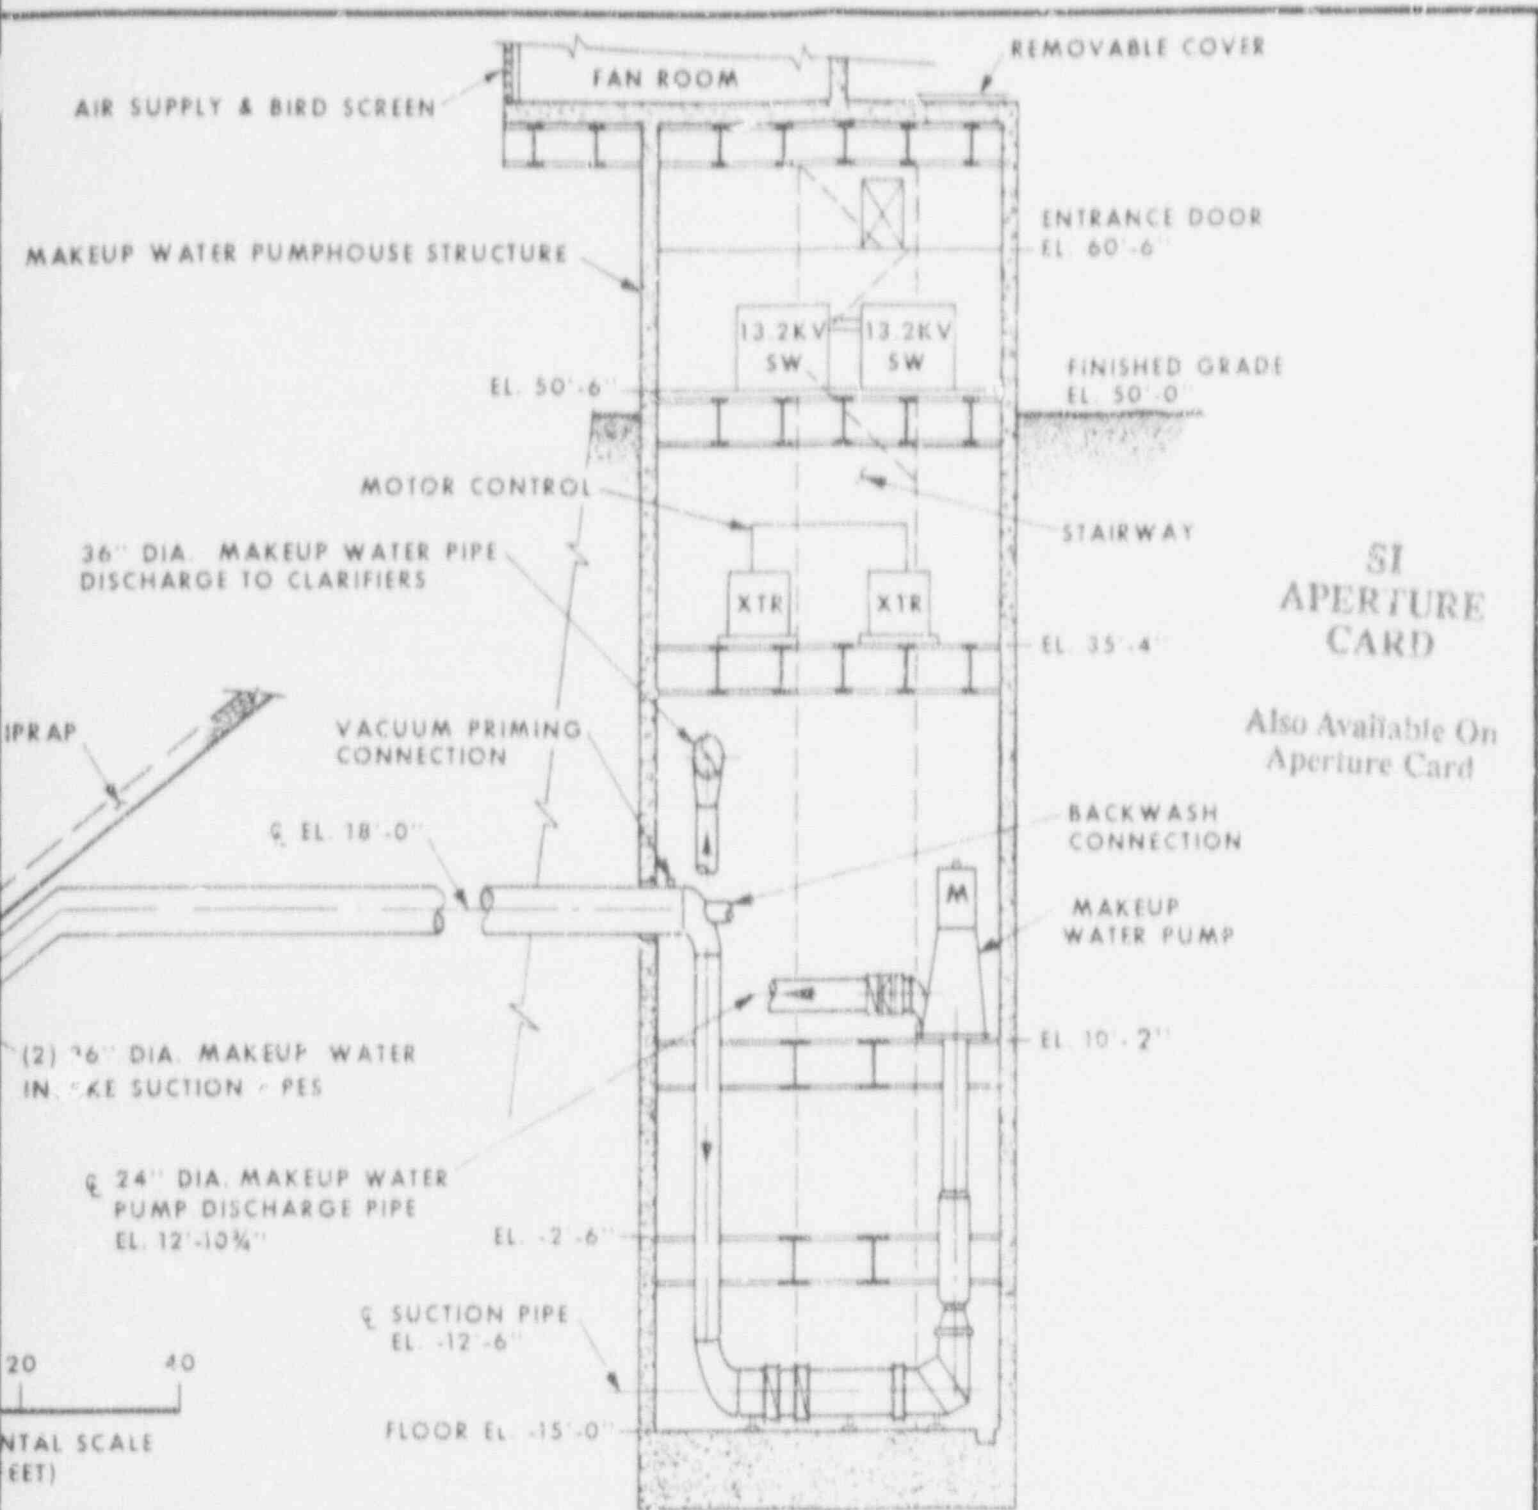 REMOVABLE COVER
FAN ROOM
AIR SUPPLY & BIRD SCREEN
ENTRANCE DOOR
EL. 60'-6"
MAKEUP WATER PUMPHOUSE STRUCTURE
13.2KV
SW
13.2KV
SW
FINISHED GRADE
EL. 50'-0"
EL. 50'-6"
MOTOR CONTROL
STAIRWAY
36" DIA. MAKEUP WATER PIPE
DISCHARGE TO CLARIFIERS
XTR
XTR
SI
APERTURE
CARD
EL. 35'-4"
Also Available On
Aperture Card
IPRAP
VACUUM PRIMING
CONNECTION
BACKWASH
CONNECTION
℄ EL. 18'-0"
M
MAKEUP
WATER PUMP
(2) 36" DIA. MAKEUP WATER
SUCTION
EL. 10'-2"
℄ 24" DIA. MAKEUP WATER
PUMP DISCHARGE PIPE
EL. 12'-10¾"
EL. -2'-6"
℄ SUCTION PIPE
EL. -12'-6"
20 40
FLOOR EL. -15'-0"
NTAL SCALE
EET)